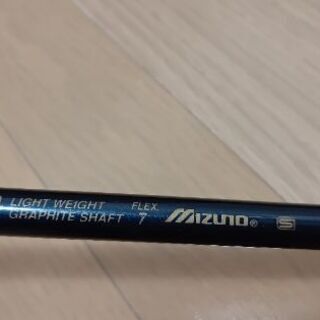 LIGHT WEIGHT FLEX.
GRAPHITE SHAFT 7 MIZUNO® S